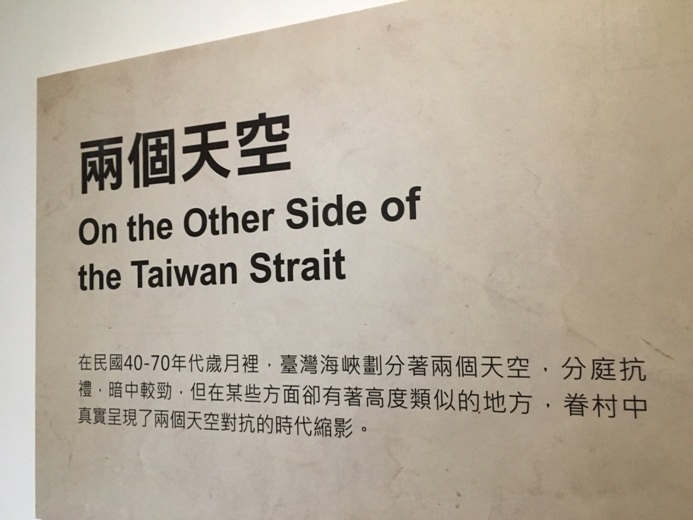 兩個天空
On the Other Side of
the Taiwan Strait
在民國40-70年代歲月裡，臺灣海峽劃分著兩個天空，分庭抗
禮，暗中較勁，但在某些方面卻有著高度類似的地方，眷村中
真實呈現了兩個天空對抗的時代縮影。